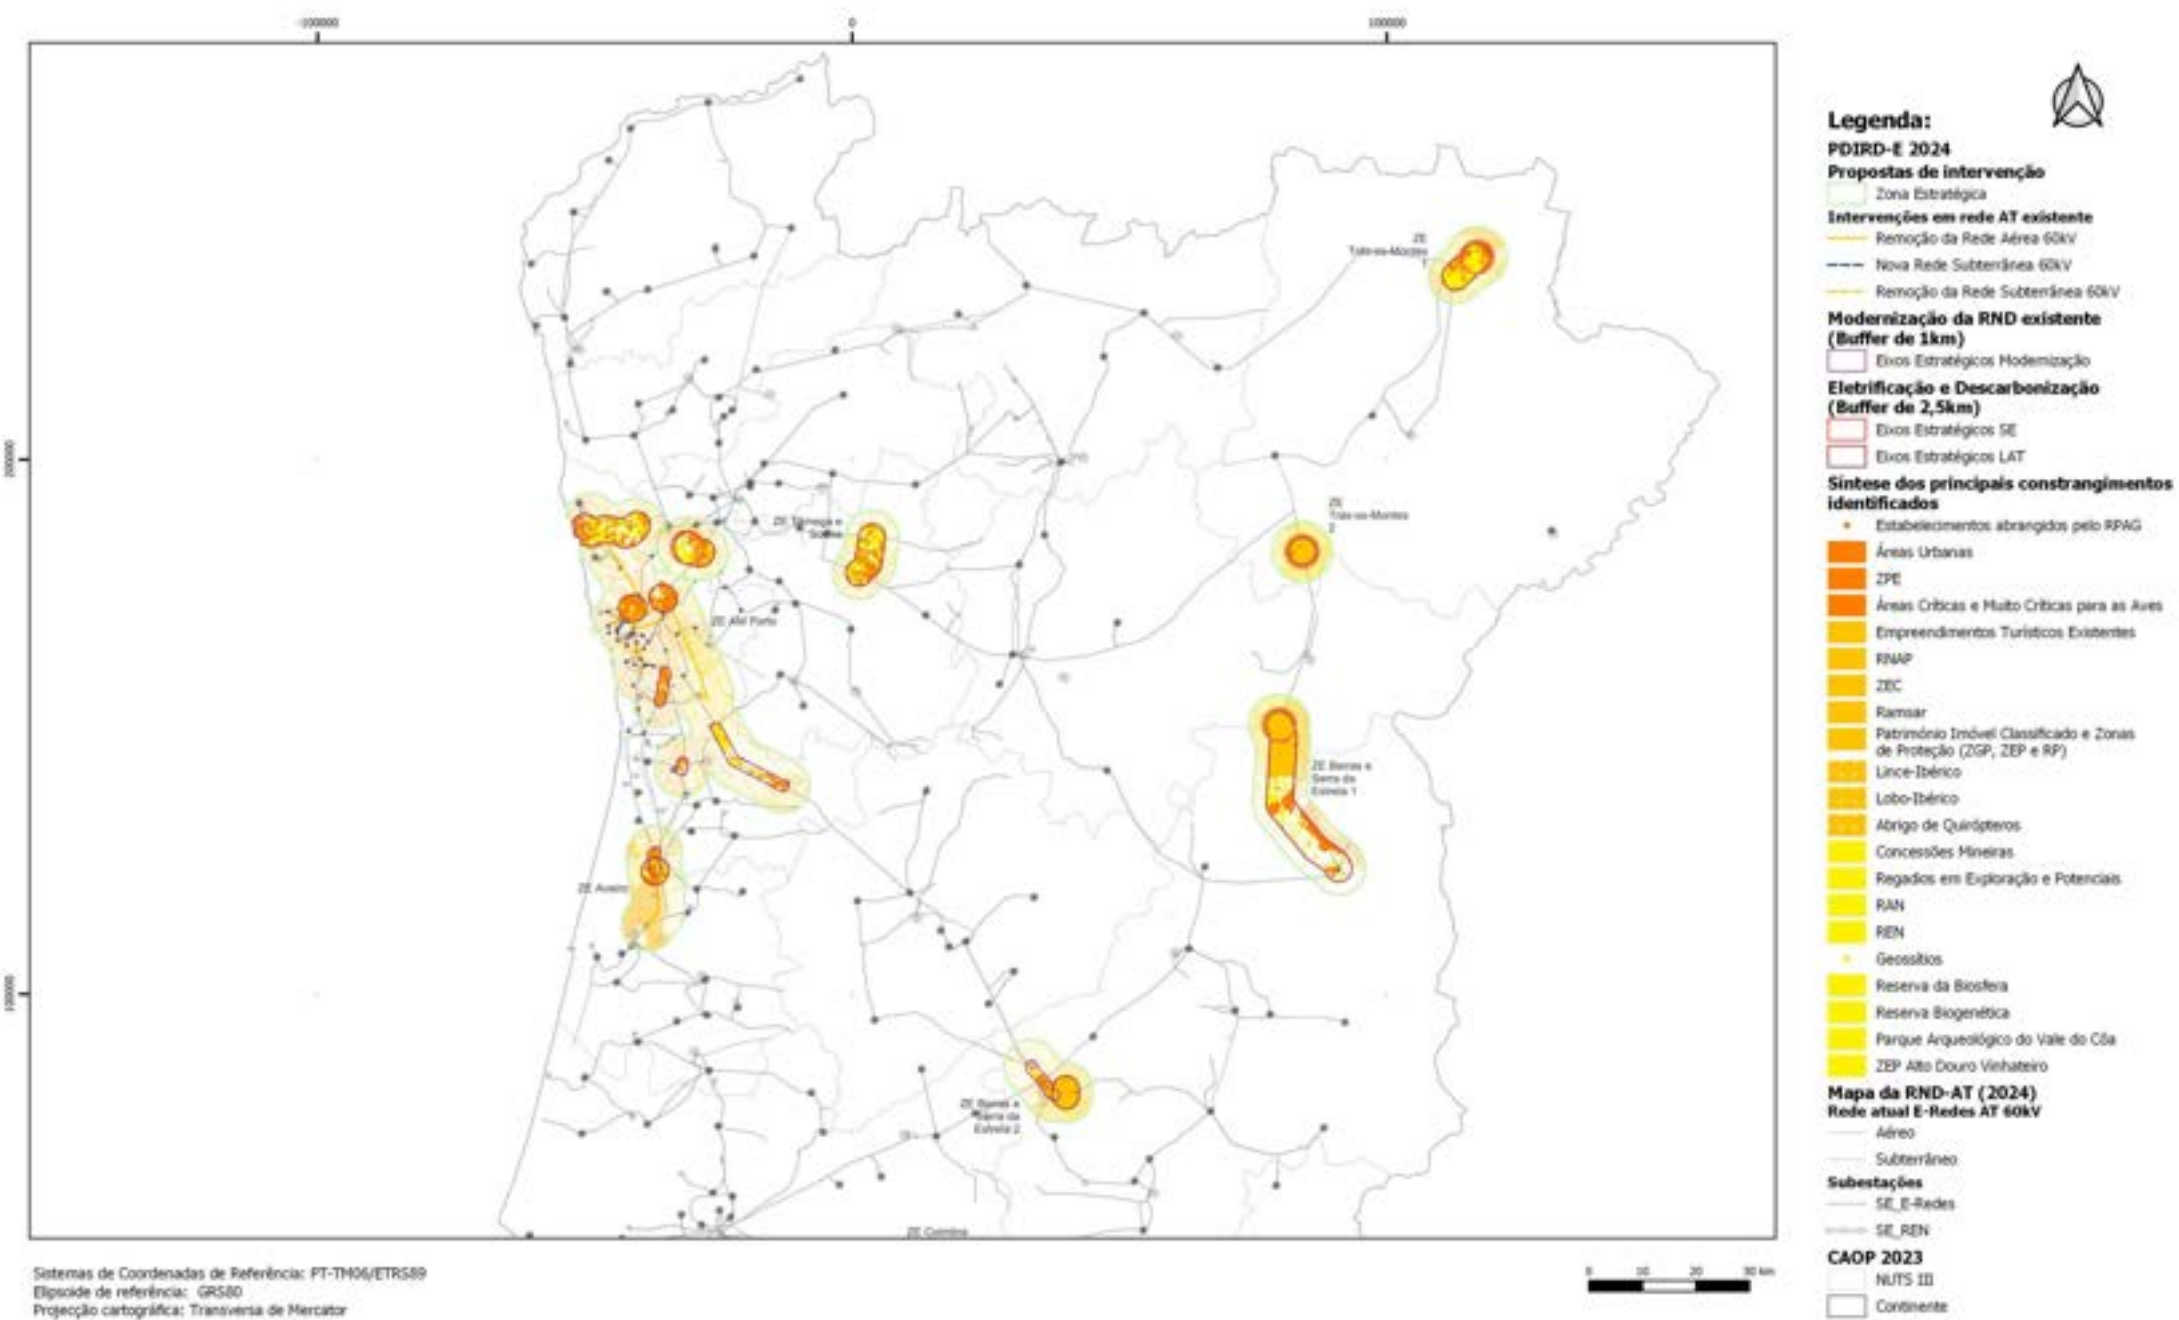 -100000
0
100000
200000
100000
ZE
Trás-os-Montes
1
ZE Tâmega e
Sousa
ZE
Trás-os-Montes
2
ZE AM Porto
ZE Beiras e
Serra da
Estrela 1
ZE Aveiro
ZE Beiras e
Serra da
Estrela 2
ZE Coimbra
Legenda:
PDIRD-E 2024
Propostas de intervenção
Zona Estratégica
Intervenções em rede AT existente
Remoção da Rede Aérea 60kV
Nova Rede Subterrânea 60kV
Remoção da Rede Subterrânea 60kV
Modernização da RND existente
(Buffer de 1km)
Eixos Estratégicos Modernização
Eletrificação e Descarbonização
(Buffer de 2,5km)
Eixos Estratégicos SE
Eixos Estratégicos LAT
Síntese dos principais constrangimentos
identificados
Estabelecimentos abrangidos pelo RPAG
Áreas Urbanas
ZPE
Áreas Críticas e Muito Críticas para as Aves
Empreendimentos Turísticos Existentes
RNAP
ZEC
Ramsar
Património Imóvel Classificado e Zonas
de Proteção (ZGP, ZEP e RP)
Lince-Ibérico
Lobo-Ibérico
Abrigo de Quirópteros
Concessões Mineiras
Regadios em Exploração e Potenciais
RAN
REN
Geossítios
Reserva da Biosfera
Reserva Biogenética
Parque Arqueológico do Vale do Côa
ZEP Alto Douro Vinhateiro
Mapa da RND-AT (2024)
Rede atual E-Redes AT 60kV
Aéreo
Subterrâneo
Subestações
SE_E-Redes
SE_REN
CAOP 2023
NUTS III
Continente
Sistemas de Coordenadas de Referência: PT-TM06/ETRS89
Elipsoide de referência: GRS80
Projecção cartográfica: Transversa de Mercator
0 10 20 30 km